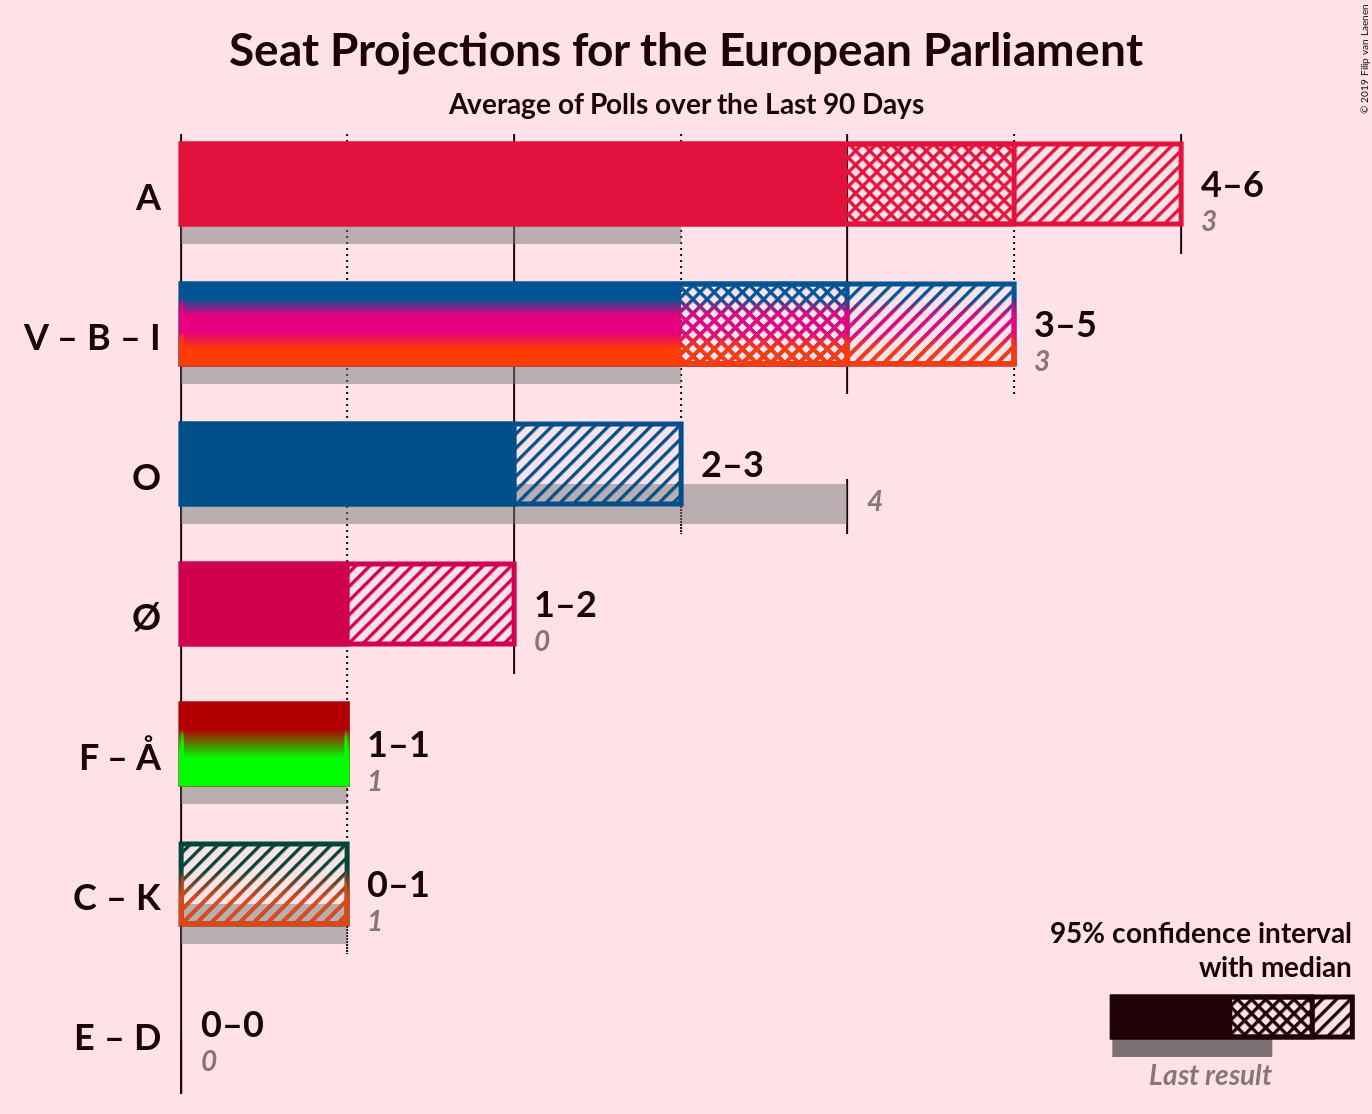 Seat Projections for the European Parliament
Average of Polls over the Last 90 Days
© 2019 Filip van Laenen
A
4–6
3
V – B – I
3–5
3
O
2–3
4
Ø
1–2
0
F – Å
1–1
1
C – K
0–1
1
E – D
0–0
0
95% confidence interval
with median
Last result